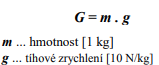 G = m . g
m ... hmotnost [1 kg]
g ... tíhové zrychlení [10 N/kg]